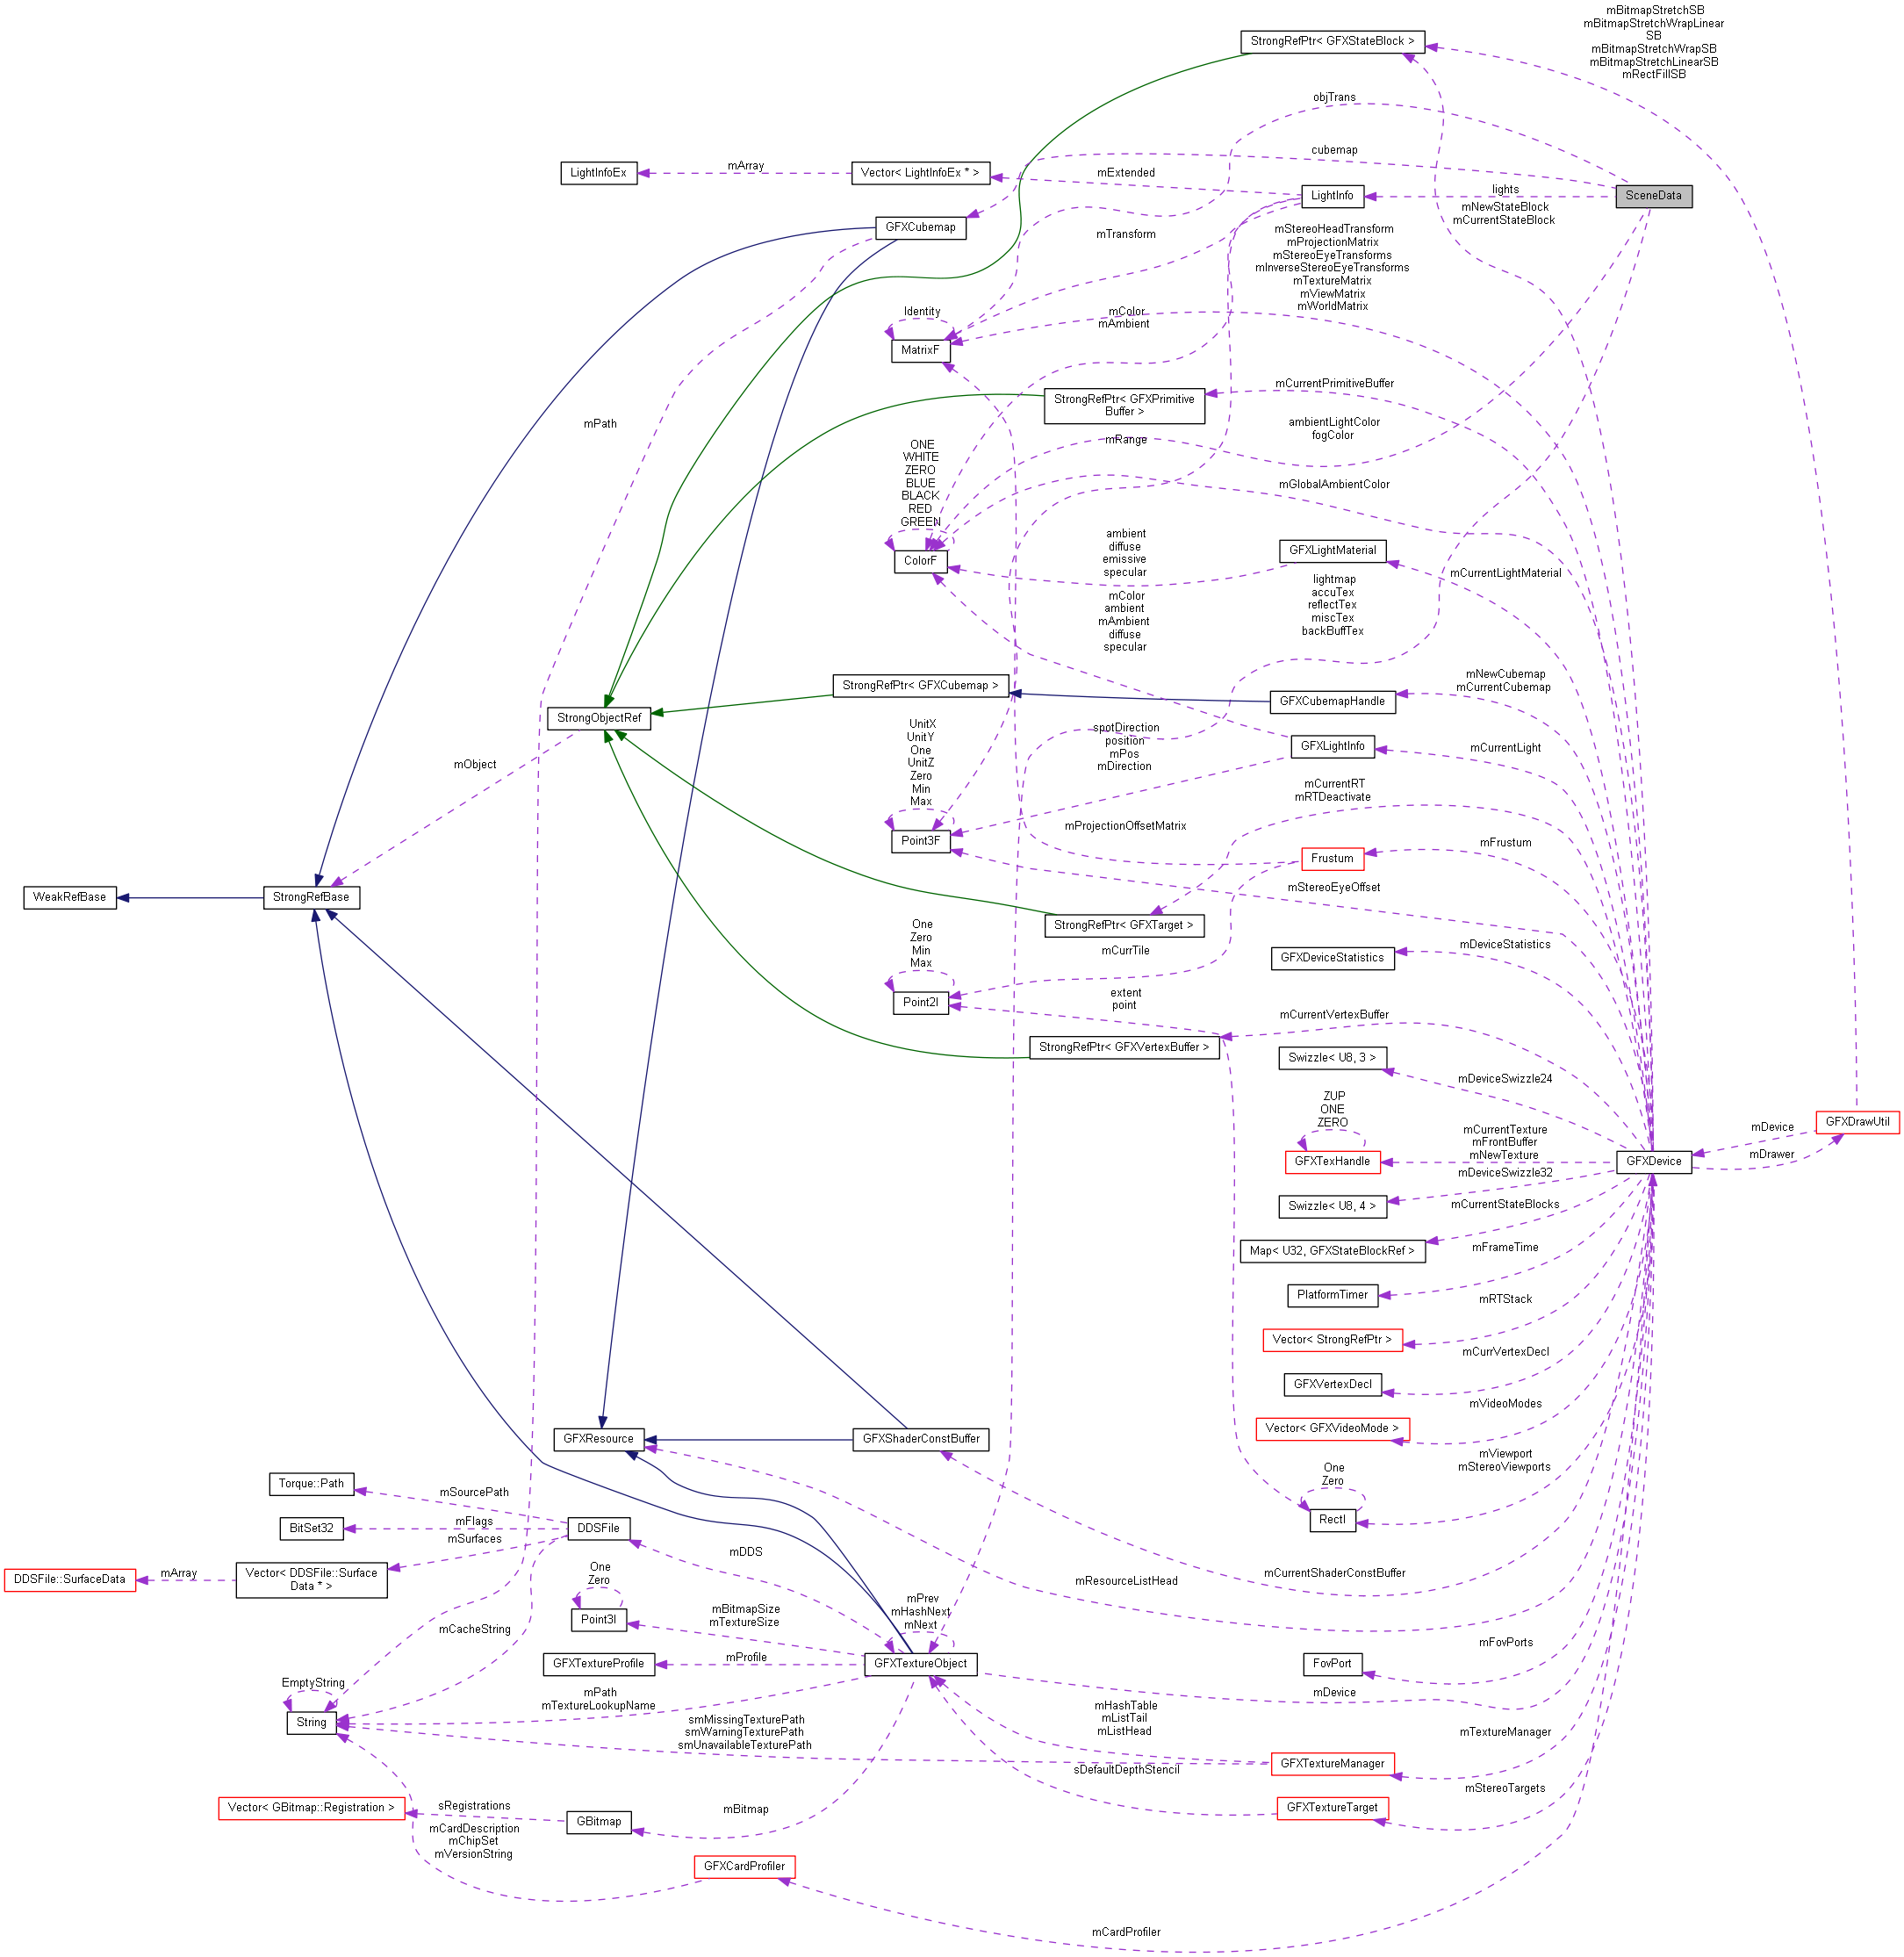 mBitmapStretchSB
mBitmapStretchWrapLinear
SB
mBitmapStretchWrapSB
mBitmapStretchLinearSB
mRectFillSB
StrongRefPtr< GFXStateBlock >
objTrans
cubemap
LightInfoEx
mArray
Vector< LightInfoEx * >
mExtended
LightInfo
lights
SceneData
mNewStateBlock
mCurrentStateBlock
GFXCubemap
mTransform
mStereoHeadTransform
mProjectionMatrix
mStereoEyeTransforms
mInverseStereoEyeTransforms
mTextureMatrix
mViewMatrix
mWorldMatrix
Identity
MatrixF
mColor
mAmbient
mCurrentPrimitiveBuffer
StrongRefPtr< GFXPrimitive
Buffer >
mPath
ambientLightColor
fogColor
mRange
ONE
WHITE
ZERO
BLUE
BLACK
RED
GREEN
ColorF
mGlobalAmbientColor
ambient
diffuse
emissive
specular
GFXLightMaterial
mCurrentLightMaterial
lightmap
accuTex
reflectTex
miscTex
backBuffTex
mColor
ambient
mAmbient
diffuse
specular
StrongRefPtr< GFXCubemap >
mNewCubemap
mCurrentCubemap
GFXCubemapHandle
StrongObjectRef
UnitX
UnitY
One
UnitZ
Zero
Min
Max
Point3F
spotDirection
position
mPos
mDirection
GFXLightInfo
mCurrentLight
mObject
mCurrentRT
mRTDeactivate
mProjectionOffsetMatrix
Frustum
mFrustum
WeakRefBase
StrongRefBase
mStereoEyeOffset
StrongRefPtr< GFXTarget >
One
Zero
Min
Max
Point2I
mCurrTile
GFXDeviceStatistics
mDeviceStatistics
extent
point
mCurrentVertexBuffer
StrongRefPtr< GFXVertexBuffer >
Swizzle< U8, 3 >
mDeviceSwizzle24
ZUP
ONE
ZERO
GFXTexHandle
mCurrentTexture
mFrontBuffer
mNewTexture
GFXDevice
mDevice
mDrawer
GFXDrawUtil
mDeviceSwizzle32
Swizzle< U8, 4 >
mCurrentStateBlocks
Map< U32, GFXStateBlockRef >
mFrameTime
PlatformTimer
mRTStack
Vector< StrongRefPtr >
mCurrVertexDecl
GFXVertexDecl
mVideoModes
Vector< GFXVideoMode >
GFXResource
GFXShaderConstBuffer
mViewport
mStereoViewports
One
Zero
RectI
Torque::Path
mSourcePath
BitSet32
mFlags
DDSFile
mSurfaces
DDSFile::SurfaceData
mArray
Vector< DDSFile::Surface
Data * >
mDDS
mCurrentShaderConstBuffer
mResourceListHead
One
Zero
Point3I
mBitmapSize
mTextureSize
mPrev
mHashNext
mNext
GFXTextureObject
mCacheString
GFXTextureProfile
mProfile
FovPort
mFovPorts
EmptyString
String
mPath
mTextureLookupName
mDevice
smMissingTexturePath
smWarningTexturePath
smUnavailableTexturePath
mHashTable
mListTail
mListHead
mTextureManager
GFXTextureManager
sDefaultDepthStencil
mStereoTargets
GFXTextureTarget
Vector< GBitmap::Registration >
sRegistrations
GBitmap
mBitmap
mCardDescription
mChipSet
mVersionString
GFXCardProfiler
mCardProfiler